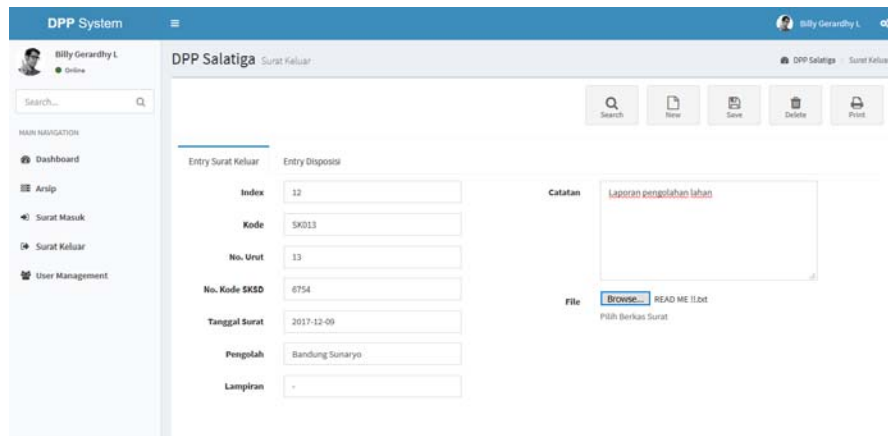 DPP System
Billy Gerardhy L
Billy Gerardhy L
Online
DPP Salatiga Surat Keluar
DPP Salatiga Surat Kelua
Search...
Search
New
Save
Delete
Print
MAIN NAVIGATION
Dashboard
Arsip
Surat Masuk
Surat Keluar
User Management
Entry Surat Keluar
Entry Disposisi
Index 12
Kode SK013
No. Urut 13
No. Kode SKSD 6754
Tanggal Surat 2017-12-09
Pengolah Bandung Sunaryo
Lampiran -
Catatan Laporan pengolahan lahan
File Browse... READ ME !!.txt
Pilih Berkas Surat